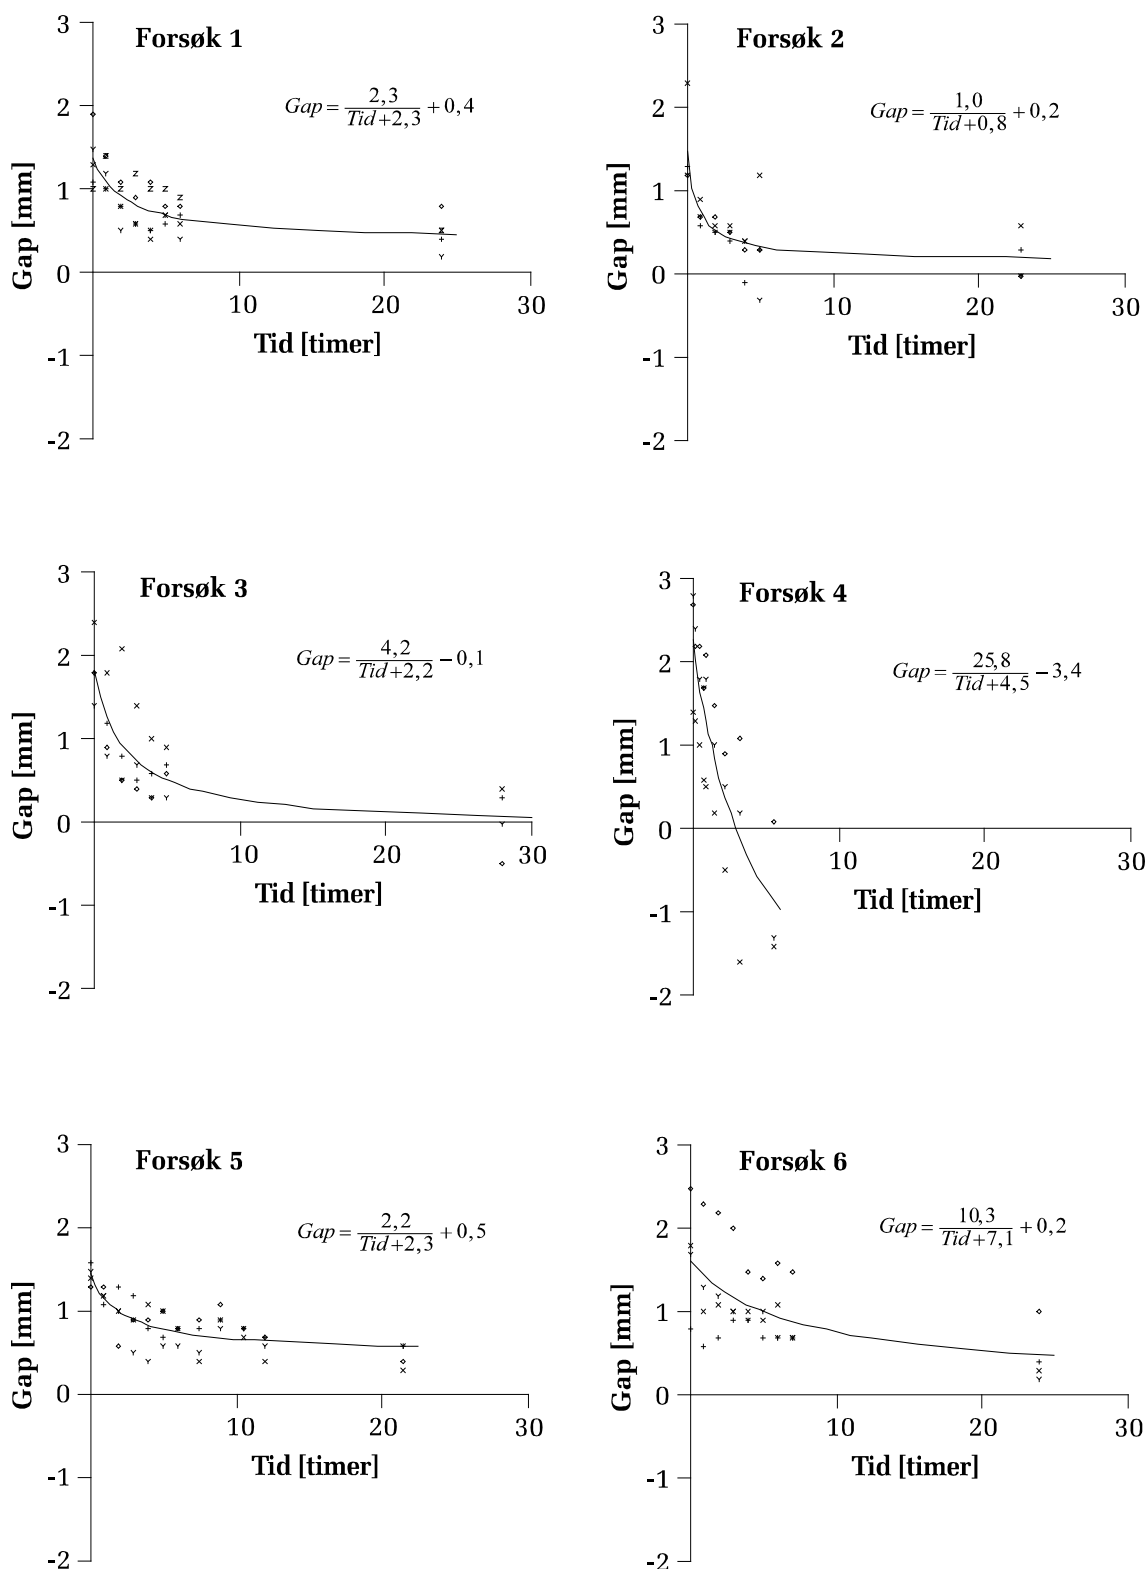 Forsøk 1
Gap = 2,3 / Tid+2,3 + 0,4
Gap [mm]
3
2
1
0
-1
-2
10
20
30
Tid [timer]
Forsøk 2
Gap = 1,0 / Tid+0,8 + 0,2
Gap [mm]
3
2
1
0
-1
-2
10
20
30
Tid [timer]
Forsøk 3
Gap = 4,2 / Tid+2,2 − 0,1
Gap [mm]
3
2
1
0
-1
-2
10
20
30
Tid [timer]
Forsøk 4
Gap = 25,8 / Tid+4,5 − 3,4
Gap [mm]
3
2
1
0
-1
-2
10
20
30
Tid [timer]
Forsøk 5
Gap = 2,2 / Tid+2,3 + 0,5
Gap [mm]
3
2
1
0
-1
-2
10
20
30
Tid [timer]
Forsøk 6
Gap = 10,3 / Tid+7,1 + 0,2
Gap [mm]
3
2
1
0
-1
-2
10
20
30
Tid [timer]